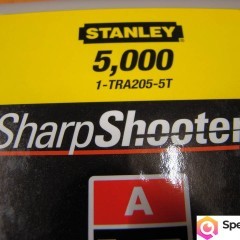 STANLEY
5,000
1-TRA205-5T
SharpShooter
A